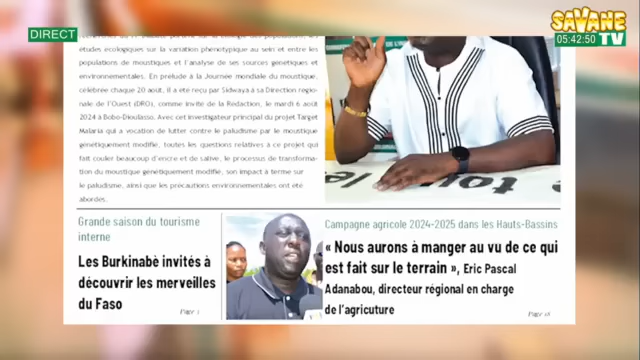 DIRECT
SAVANE
TV
05:42:50
études écologiques sur la variation phenotypique au sein et entre les
populations de moustiques et l'analyse de ses sources génétiques et
environnementales. En prélude à la Journée mondiale du moustique,
célébrée chaque 20 août, il a été reçu par Sidwaya à sa Direction régio-
nale de l'Ouest (DRO), comme invité de la Rédaction, le mardi 6 août
2024 à Bobo-Dioulasso. Avec cet investigateur principal du projet Target
Malaria qui a vocation de lutter contre le paludisme par le moustique
génétiquement modifié, toutes les questions relatives à ce projet qui
fait couler beaucoup d'encre et de salive, le processus de transforma-
tion du moustique génétiquement modifié, son impact à terme sur
le paludisme, ainsi que les précautions environnementales ont été
abordés.
Grande saison du tourisme
interne
Les Burkinabè invités à
découvrir les merveilles
du Faso
Campagne agricole 2024-2025 dans les Hauts-Bassins
« Nous aurons à manger au vu de ce qui
est fait sur le terrain », Eric Pascal
Adanabou, directeur régional en charge
de l'agricuture